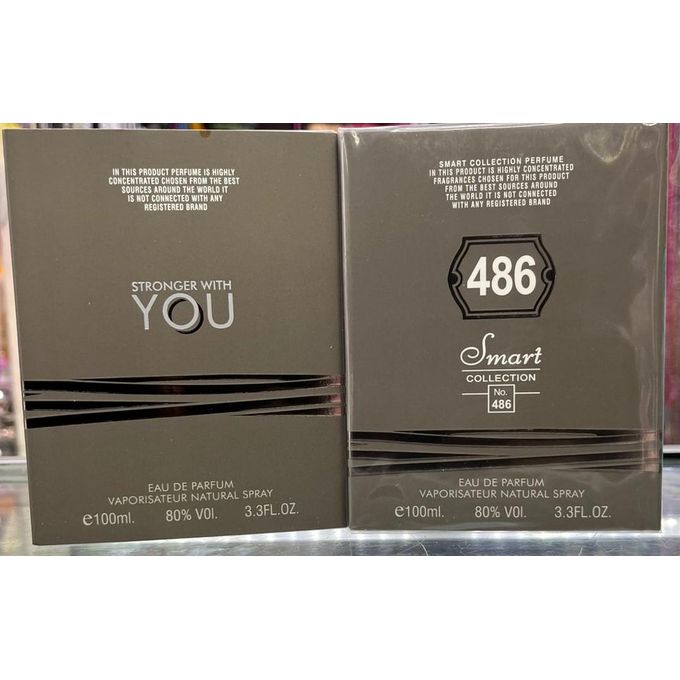 IN THIS PRODUCT PERFUME IS HIGHLY
CONCENTRATED CHOSEN FROM THE BEST
SOURCES AROUND THE WORLD IT
IS NOT CONNECTED WITH ANY
REGISTERED BRAND
STRONGER WITH
YOU
EAU DE PARFUM
VAPORISATEUR NATURAL SPRAY
e100ml. 80% VOl. 3.3FL.OZ.
SMART COLLECTION PERFUME
IN THIS PRODUCT IS HIGHLY CONCENTRATED
FRAGRANCES CHOSEN FOR THIS PRODUCT
FROM THE BEST SOURCES AROUND
THE WORLD IT IS NOT CONNECTED
WITH ANY REGISTERED BRAND
486
Smart
COLLECTION
No.
486
EAU DE PARFUM
VAPORISATEUR NATURAL SPRAY
e100ml. 80% VOl. 3.3FL.OZ.